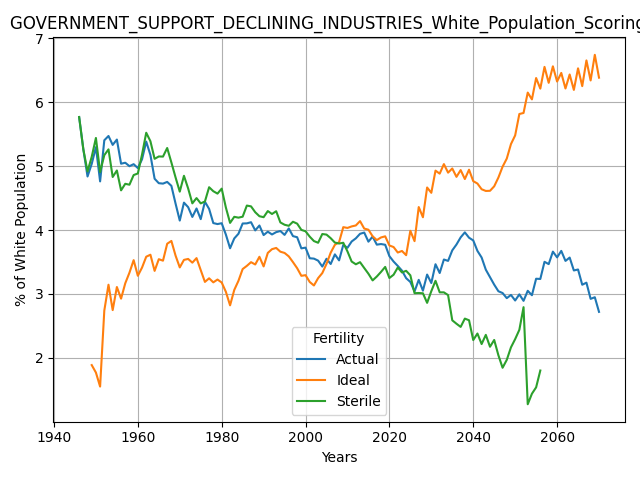 GOVERNMENT_SUPPORT_DECLINING_INDUSTRIES_White_Population_Scoring
7
6
5
4
3
2
% of White Population
1940
1960
1980
2000
2020
2040
2060
Years
Fertility
Actual
Ideal
Sterile